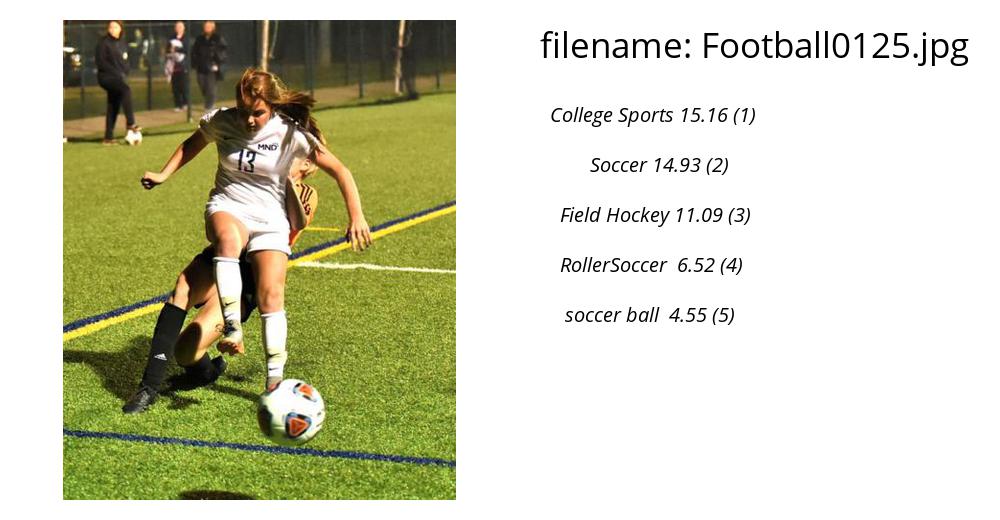 filename: Football0125.jpg
College Sports 15.16 (1)
Soccer 14.93 (2)
Field Hockey 11.09 (3)
RollerSoccer 6.52 (4)
soccer ball 4.55 (5)
MND
13